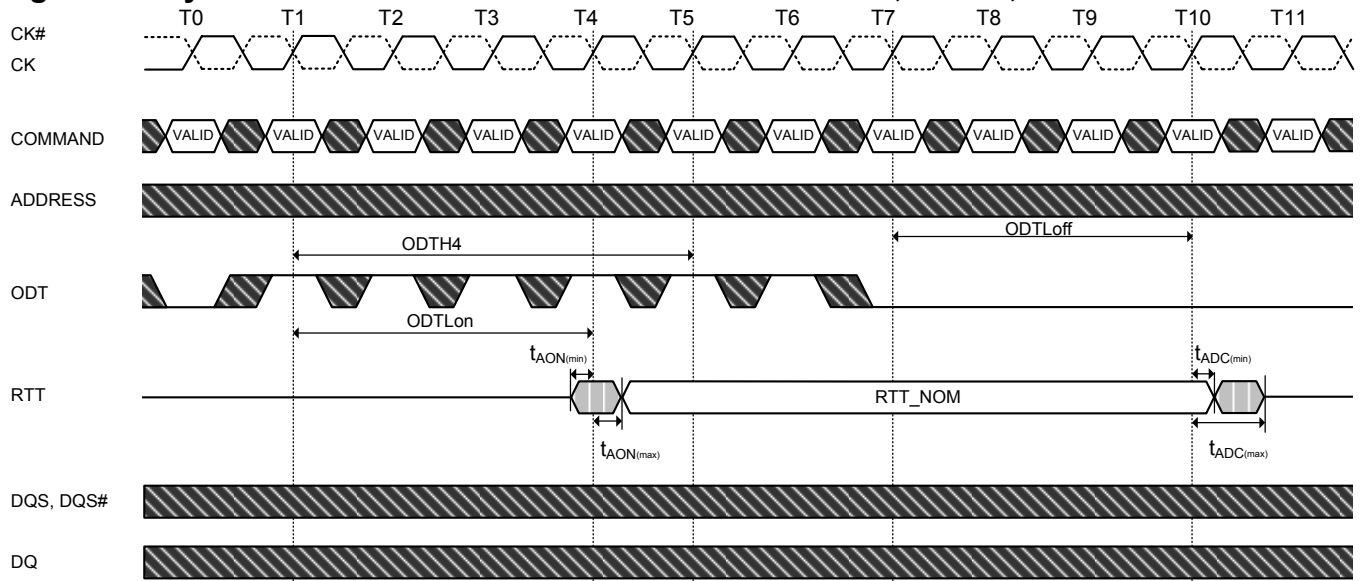 T0 T1 T2 T3 T4 T5 T6 T7 T8 T9 T10 T11
CK#
CK
COMMAND VALID VALID VALID VALID VALID VALID VALID VALID VALID VALID VALID VALID
ADDRESS
ODTLoff
ODTH4
ODT
ODTLon
tAON(min) tADC(min)
RTT RTT_NOM
tAON(max) tADC(max)
DQS, DQS#
DQ